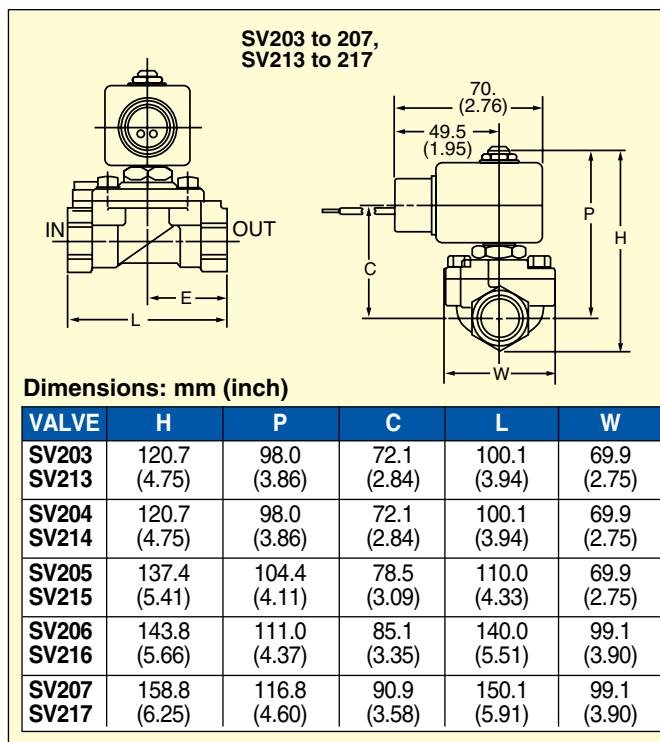 SV203 to 207,
SV213 to 217
70.
(2.76)
49.5
(1.95)
IN
OUT
E
L
C
P
H
W
Dimensions: mm (inch)
VALVE H P C L W
SV203 120.7 98.0 72.1 100.1 69.9
SV213 (4.75) (3.86) (2.84) (3.94) (2.75)
SV204 120.7 98.0 72.1 100.1 69.9
SV214 (4.75) (3.86) (2.84) (3.94) (2.75)
SV205 137.4 104.4 78.5 110.0 69.9
SV215 (5.41) (4.11) (3.09) (4.33) (2.75)
SV206 143.8 111.0 85.1 140.0 99.1
SV216 (5.66) (4.37) (3.35) (5.51) (3.90)
SV207 158.8 116.8 90.9 150.1 99.1
SV217 (6.25) (4.60) (3.58) (5.91) (3.90)